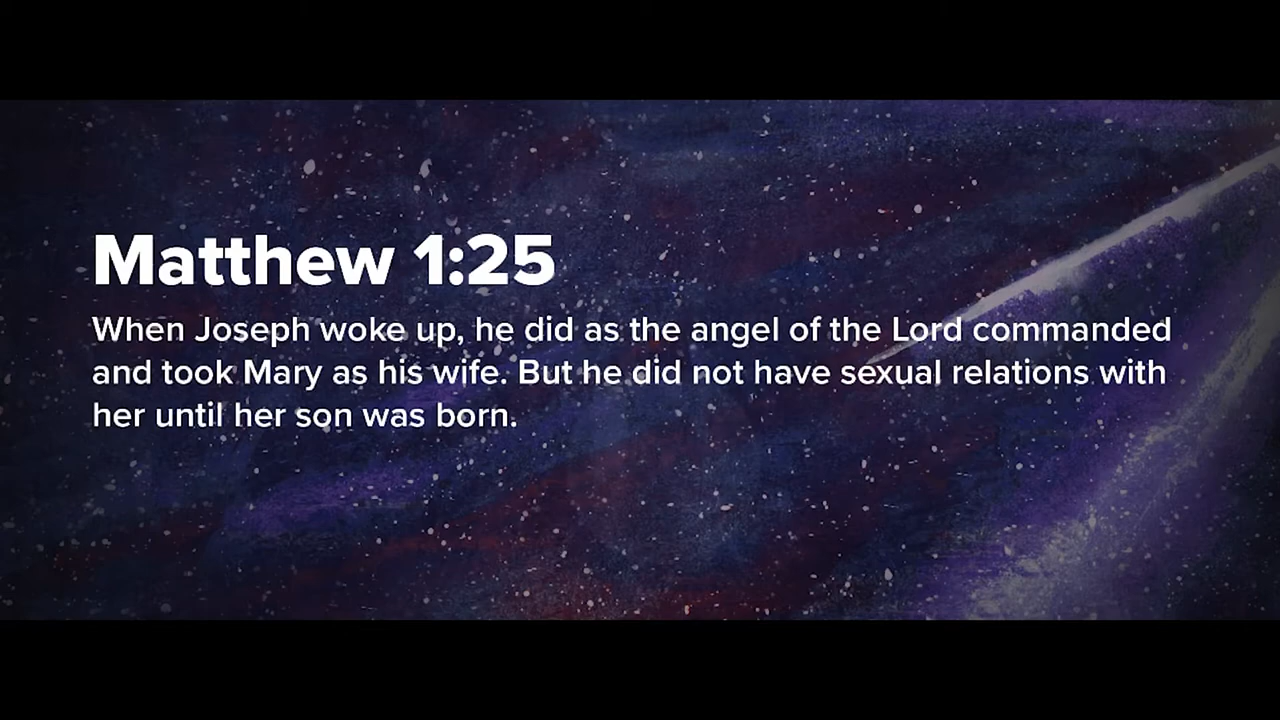 Matthew 1:25
When Joseph woke up, he did as the angel of the Lord commanded
and took Mary as his wife. But he did not have sexual relations with
her until her son was born.